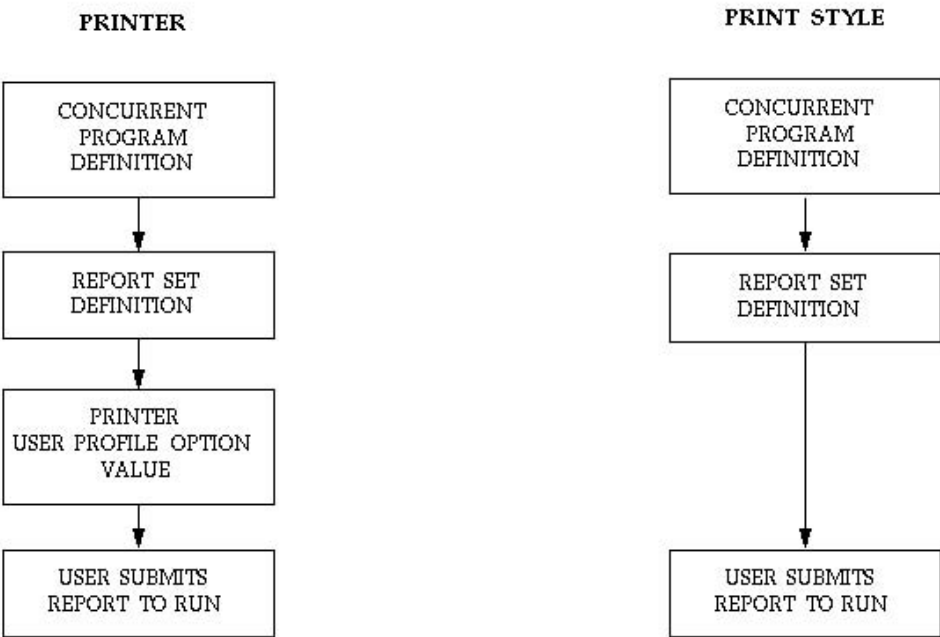 PRINTER
CONCURRENT
PROGRAM
DEFINITION
REPORT SET
DEFINITION
PRINTER
USER PROFILE OPTION
VALUE
USER SUBMITS
REPORT TO RUN
PRINT STYLE
CONCURRENT
PROGRAM
DEFINITION
REPORT SET
DEFINITION
USER SUBMITS
REPORT TO RUN